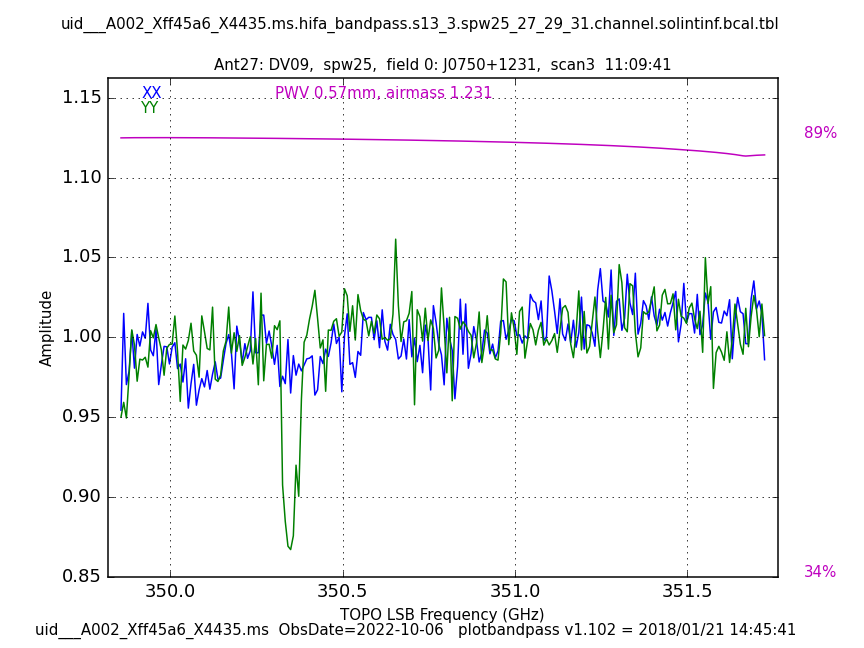 uid___A002_Xff45a6_X4435.ms.hifa_bandpass.s13_3.spw25_27_29_31.channel.solintinf.bcal.tbl
Ant27: DV09,  spw25,  field 0: J0750+1231,  scan3  11:09:41
XX
PWV 0.57mm, airmass 1.231
YY
1.15
1.10
1.05
1.00
0.95
0.90
0.85
Amplitude
89%
34%
350.0
350.5
351.0
351.5
TOPO LSB Frequency (GHz)
uid___A002_Xff45a6_X4435.ms  ObsDate=2022-10-06   plotbandpass v1.102 = 2018/01/21 14:45:41